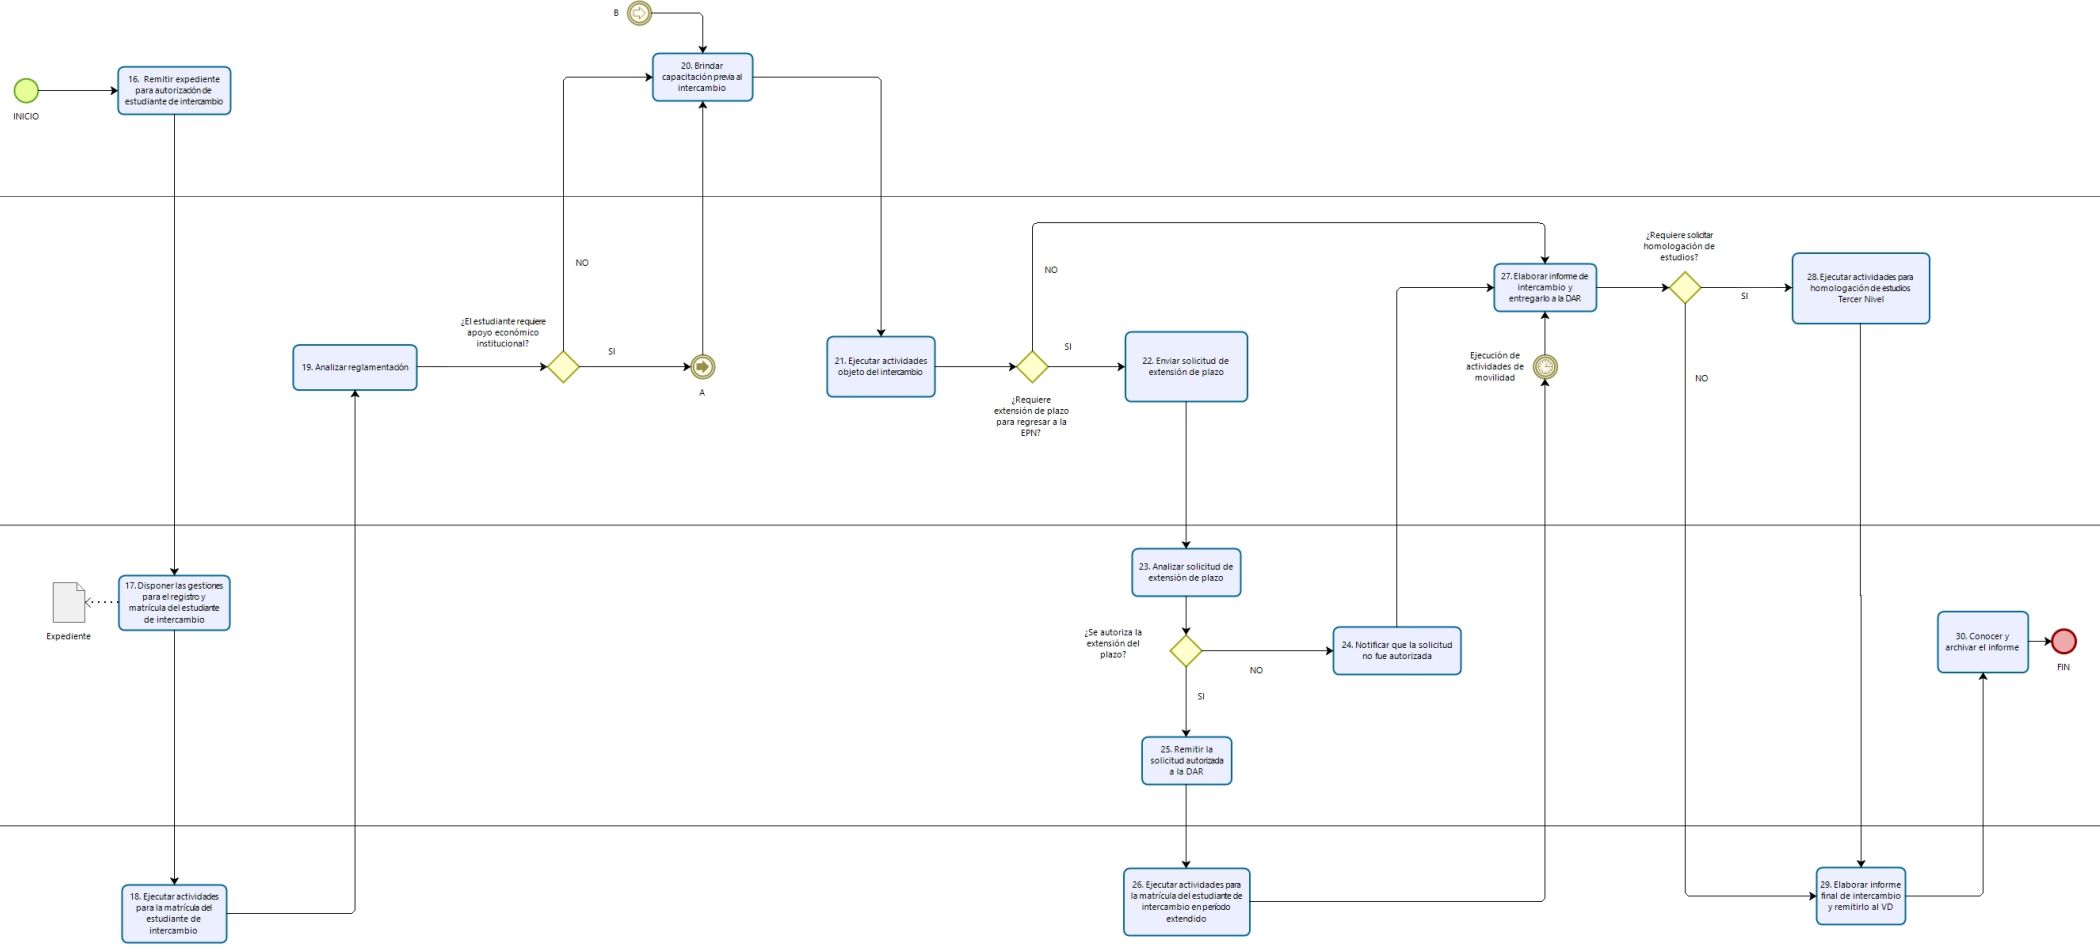 B
INICIO
16. Remitir expediente
para autorización de
estudiante de intercambio
20. Brindar
capacitación previa al
intercambio
NO
¿El estudiante requiere
apoyo económico
institucional?
19. Analizar reglamentación
SI
A
21. Ejecutar actividades
objeto del intercambio
NO
¿Requiere
extensión de plazo
para regresar a la
EPN?
SI
22. Enviar solicitud de
extensión de plazo
Ejecución de
actividades de
movilidad
27. Elaborar informe de
intercambio y
entregarlo a la DAR
¿Requiere solicitar
homologación de
estudios?
SI
NO
28. Ejecutar actividades para
homologación de estudios
Tercer Nivel
Expediente
17. Disponer las gestiones
para el registro y
matrícula del estudiante
de intercambio
23. Analizar solicitud de
extensión de plazo
¿Se autoriza la
extensión del
plazo?
NO
SI
24. Notificar que la solicitud
no fue autorizada
25. Remitir la
solicitud autorizada
a la DAR
30. Conocer y
archivar el informe
FIN
18. Ejecutar actividades
para la matrícula del
estudiante de
intercambio
26. Ejecutar actividades para
la matrícula del estudiante de
intercambio en período
extendido
29. Elaborar informe
final de intercambio
y remitirlo al VD